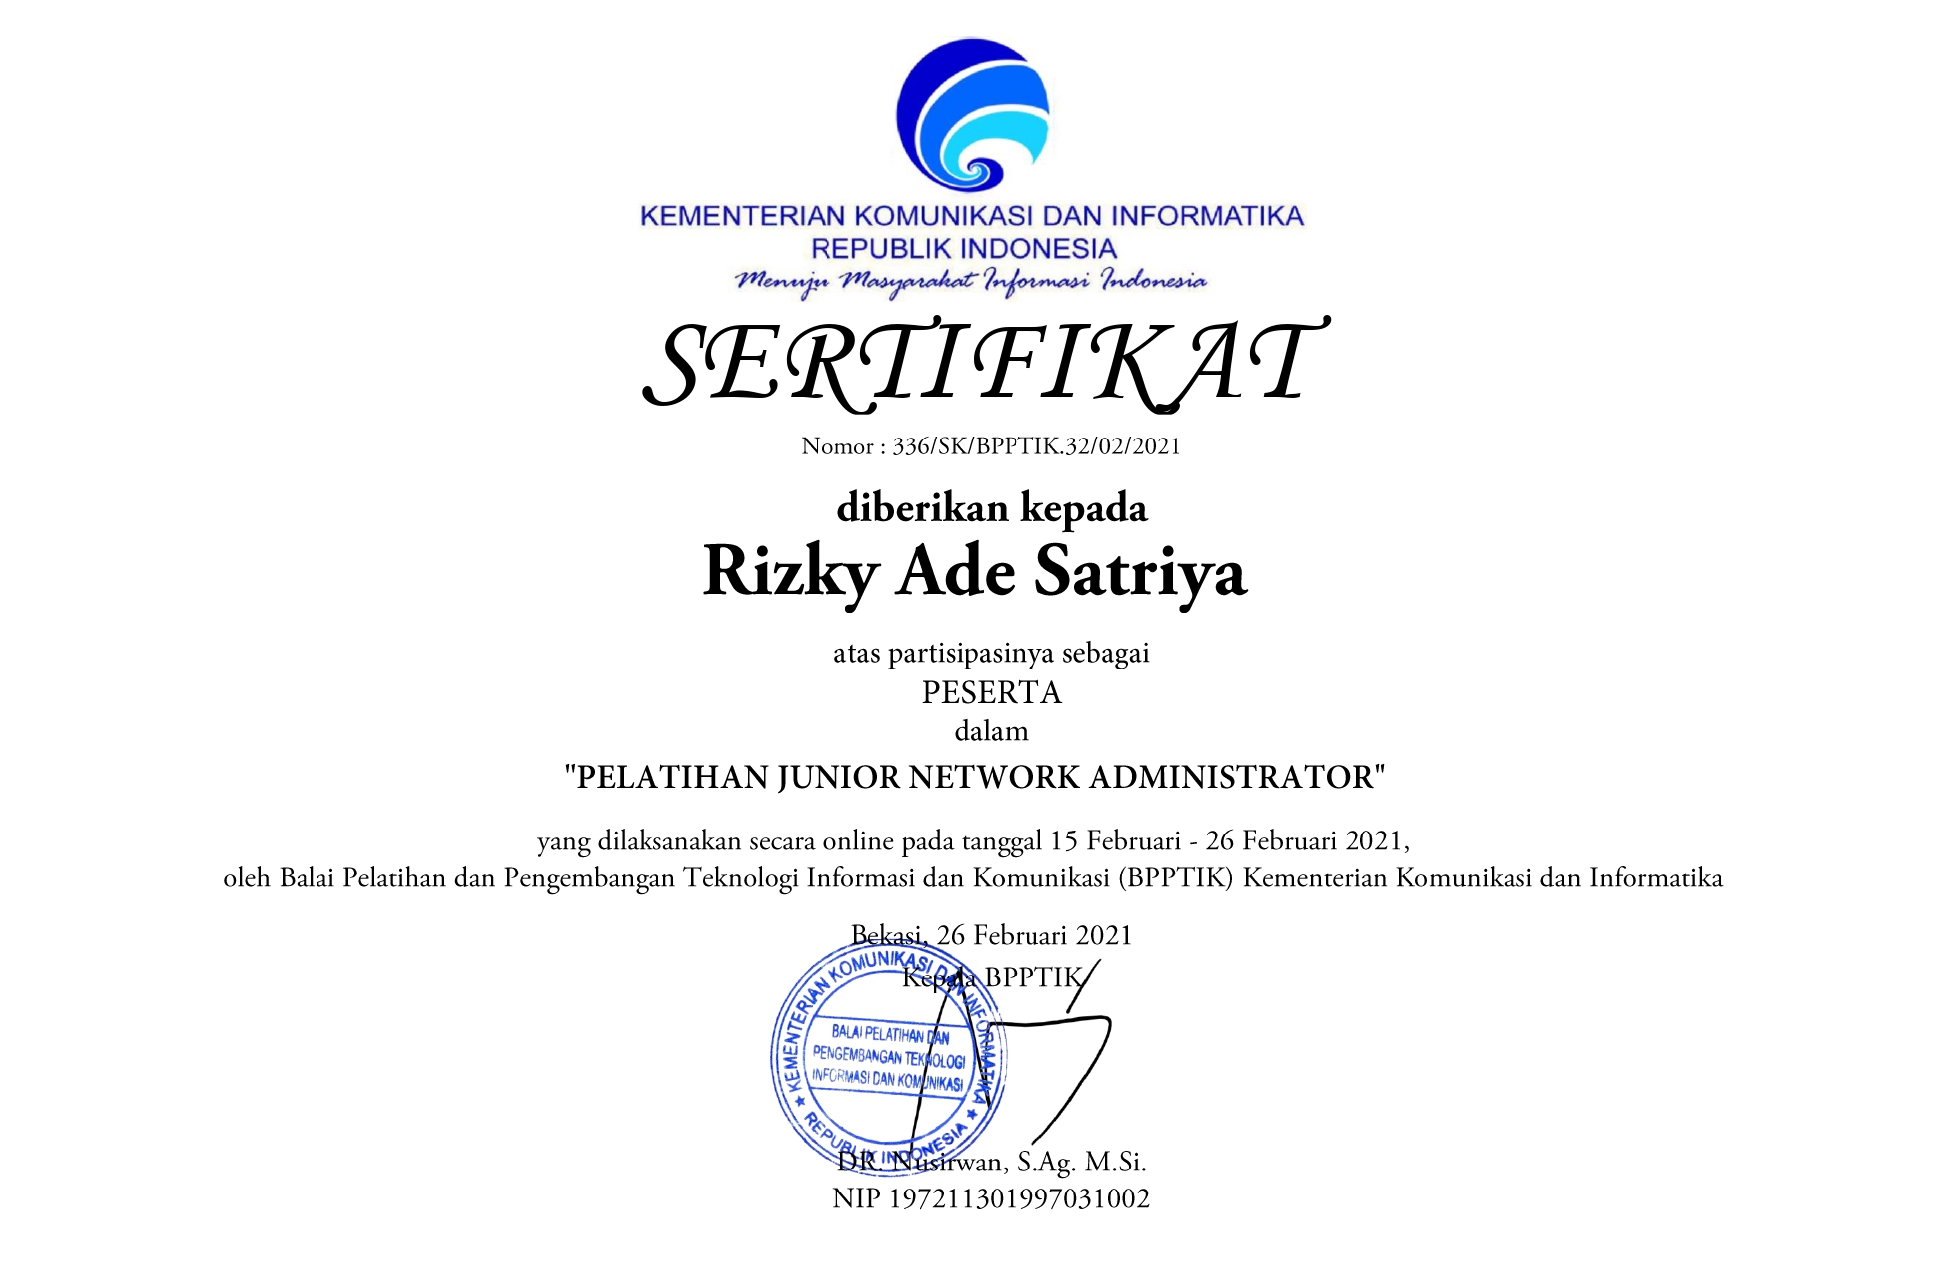 KEMENTERIAN KOMUNIKASI DAN INFORMATIKA
REPUBLIK INDONESIA
Menuju Masyarakat Informasi Indonesia
SERTIFIKAT
Nomor : 336/SK/BPPTIK.32/02/2021
diberikan kepada
Rizky Ade Satriya
atas partisipasinya sebagai
PESERTA
dalam
"PELATIHAN JUNIOR NETWORK ADMINISTRATOR"
yang dilaksanakan secara online pada tanggal 15 Februari - 26 Februari 2021,
oleh Balai Pelatihan dan Pengembangan Teknologi Informasi dan Komunikasi (BPPTIK) Kementerian Komunikasi dan Informatika
Bekasi, 26 Februari 2021
Kepala BPPTIK
KEMENTERIAN KOMUNIKASI DAN INFORMATIKA
BALAI PELATIHAN DAN
PENGEMBANGAN TEKNOLOGI
INFORMASI DAN KOMUNIKASI
★ REPUBLIK INDONESIA ★
DR. Nusirwan, S.Ag. M.Si.
NIP 197211301997031002